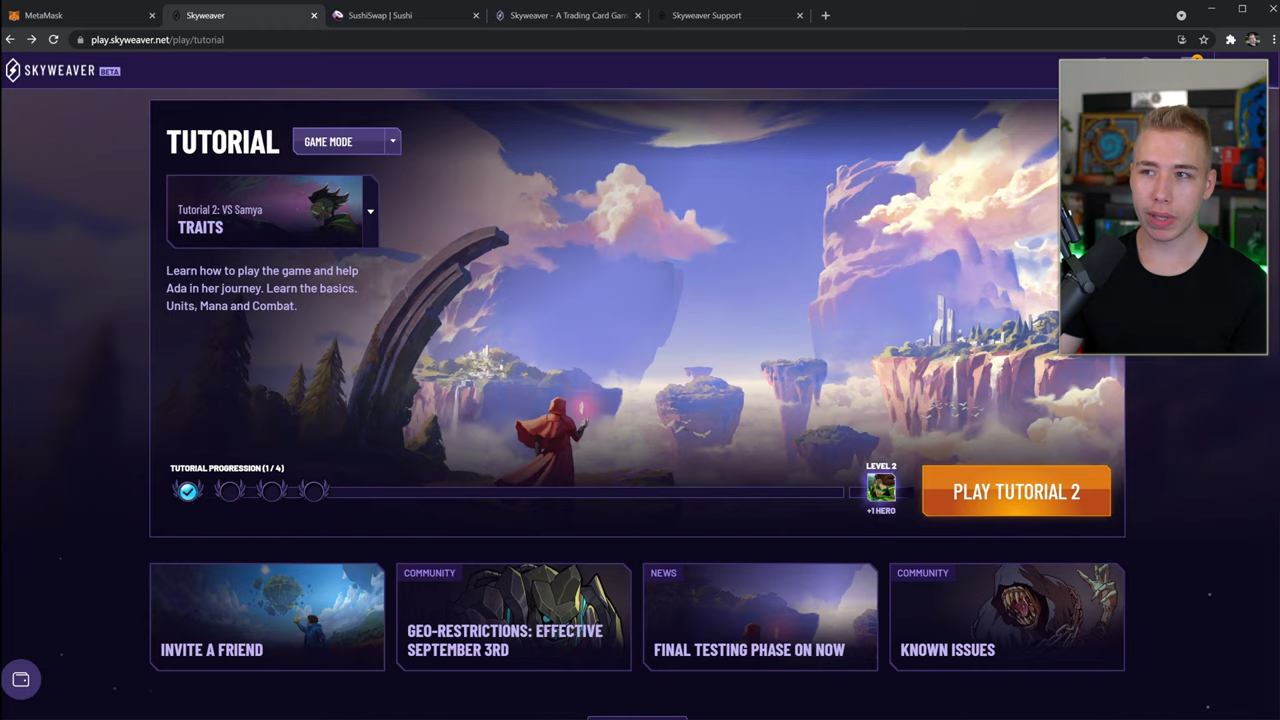 MetaMask
Skyweaver
SushiSwap | Sushi
Skyweaver - A Trading Card Gam
Skyweaver Support
play.skyweaver.net/play/tutorial
SKYWEAVER BETA
TUTORIAL
GAME MODE
Tutorial 2: VS Samya
TRAITS
Learn how to play the game and help
Ada in her journey. Learn the basics.
Units, Mana and Combat.
TUTORIAL PROGRESSION (1 / 4)
LEVEL 2
+1 HERO
PLAY TUTORIAL 2
INVITE A FRIEND
COMMUNITY
GEO-RESTRICTIONS: EFFECTIVE
SEPTEMBER 3RD
NEWS
FINAL TESTING PHASE ON NOW
COMMUNITY
KNOWN ISSUES